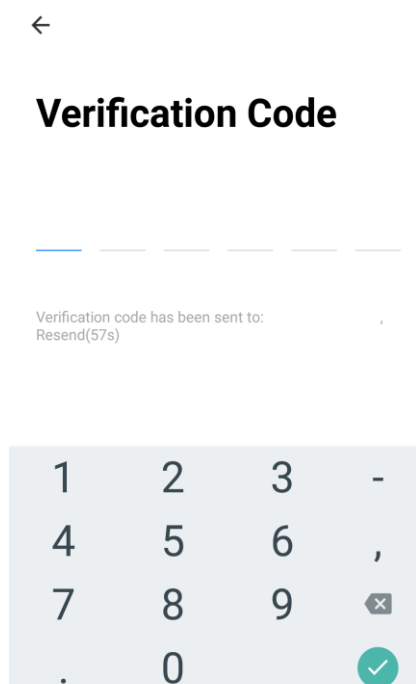 Verification Code
Verification code has been sent to: ,
Resend(57s)
1 2 3 -
4 5 6 ,
7 8 9
. 0